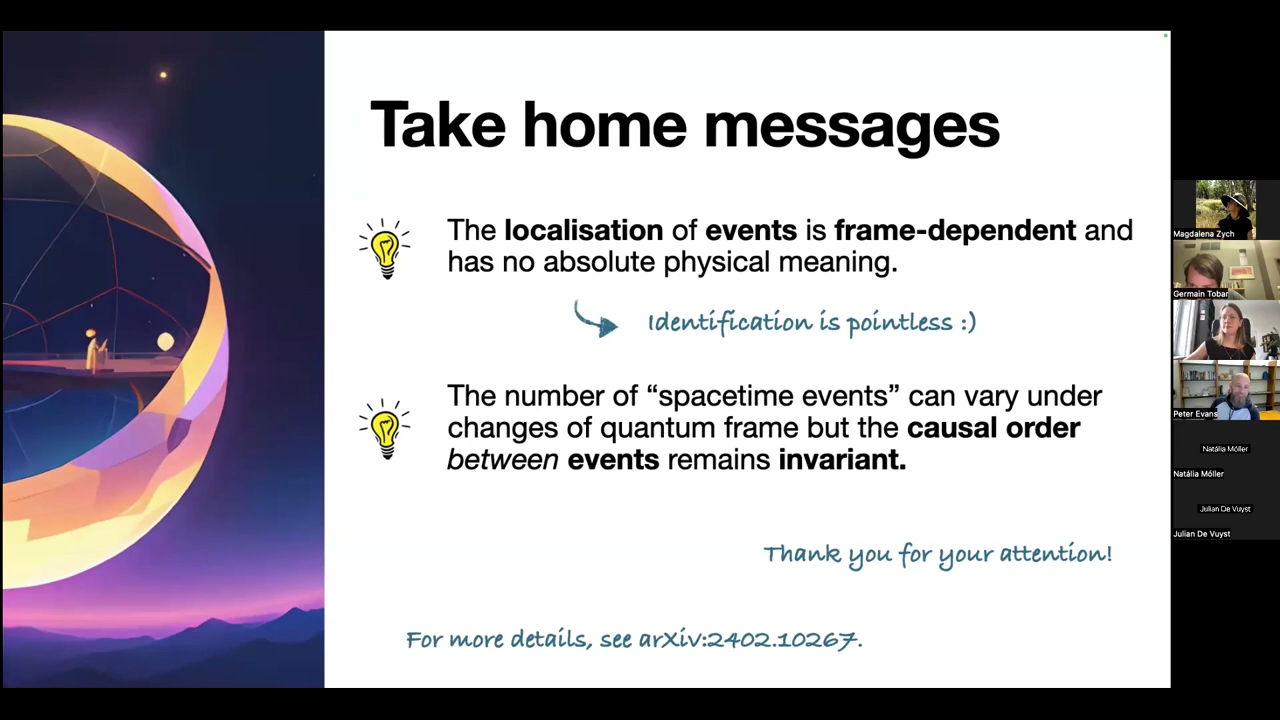 Take home messages
The localisation of events is frame-dependent and
has no absolute physical meaning.
Identification is pointless :)
The number of “spacetime events” can vary under
changes of quantum frame but the causal order
between events remains invariant.
Thank you for your attention!
For more details, see arXiv:2402.10267.
Magdalena Zych
Germain Tobar
Peter Evans
Natália Móller
Natália Móller
Julian De Vuyst
Julian De Vuyst